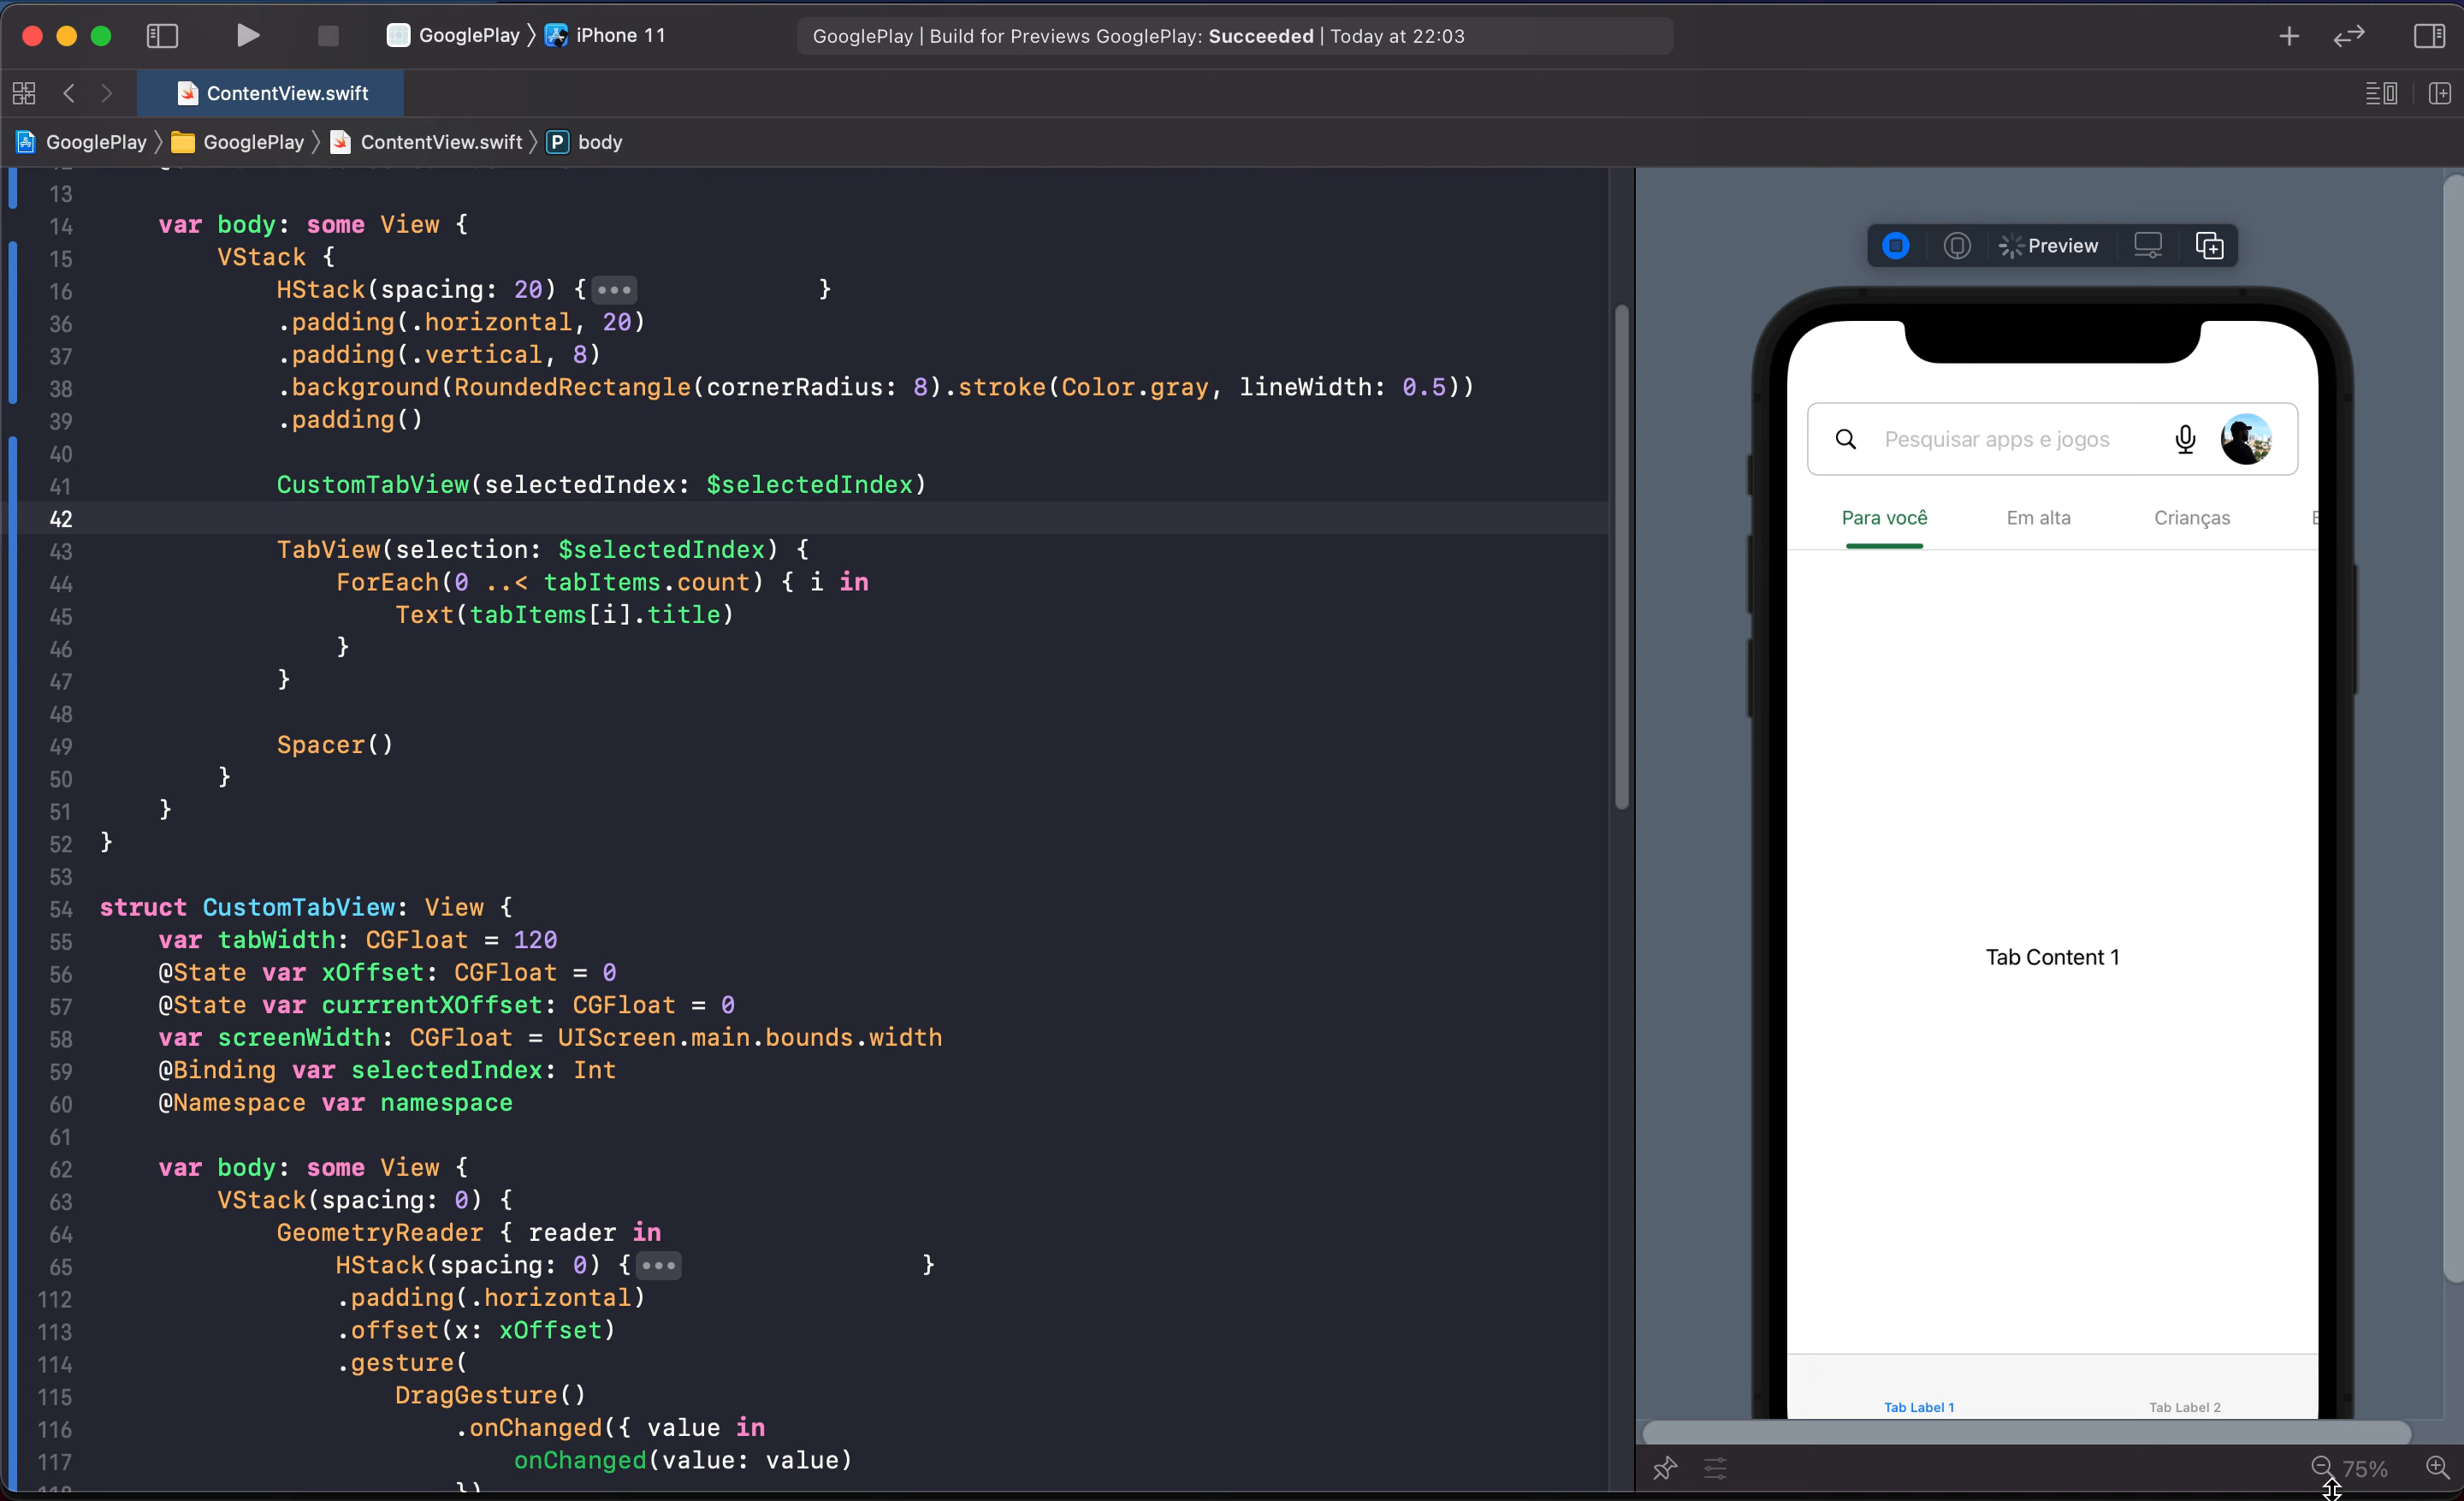 GooglePlay 〉 iPhone 11
GooglePlay | Build for Previews GooglePlay: Succeeded | Today at 22:03
ContentView.swift
GooglePlay 〉 GooglePlay 〉 ContentView.swift 〉 P body
13
14 var body: some View {
15 VStack {
16 HStack(spacing: 20) {••• }
36 .padding(.horizontal, 20)
37 .padding(.vertical, 8)
38 .background(RoundedRectangle(cornerRadius: 8).stroke(Color.gray, lineWidth: 0.5))
39 .padding()
40
41 CustomTabView(selectedIndex: $selectedIndex)
42
43 TabView(selection: $selectedIndex) {
44 ForEach(0 ..< tabItems.count) { i in
45 Text(tabItems[i].title)
46 }
47 }
48
49 Spacer()
50 }
51 }
52 }
53
54 struct CustomTabView: View {
55 var tabWidth: CGFloat = 120
56 @State var xOffset: CGFloat = 0
57 @State var currrentXOffset: CGFloat = 0
58 var screenWidth: CGFloat = UIScreen.main.bounds.width
59 @Binding var selectedIndex: Int
60 @Namespace var namespace
61
62 var body: some View {
63 VStack(spacing: 0) {
64 GeometryReader { reader in
65 HStack(spacing: 0) {••• }
112 .padding(.horizontal)
113 .offset(x: xOffset)
114 .gesture(
115 DragGesture()
116 .onChanged({ value in
117 onChanged(value: value)
Preview
Pesquisar apps e jogos
Para você Em alta Crianças
Tab Content 1
Tab Label 1 Tab Label 2
75%